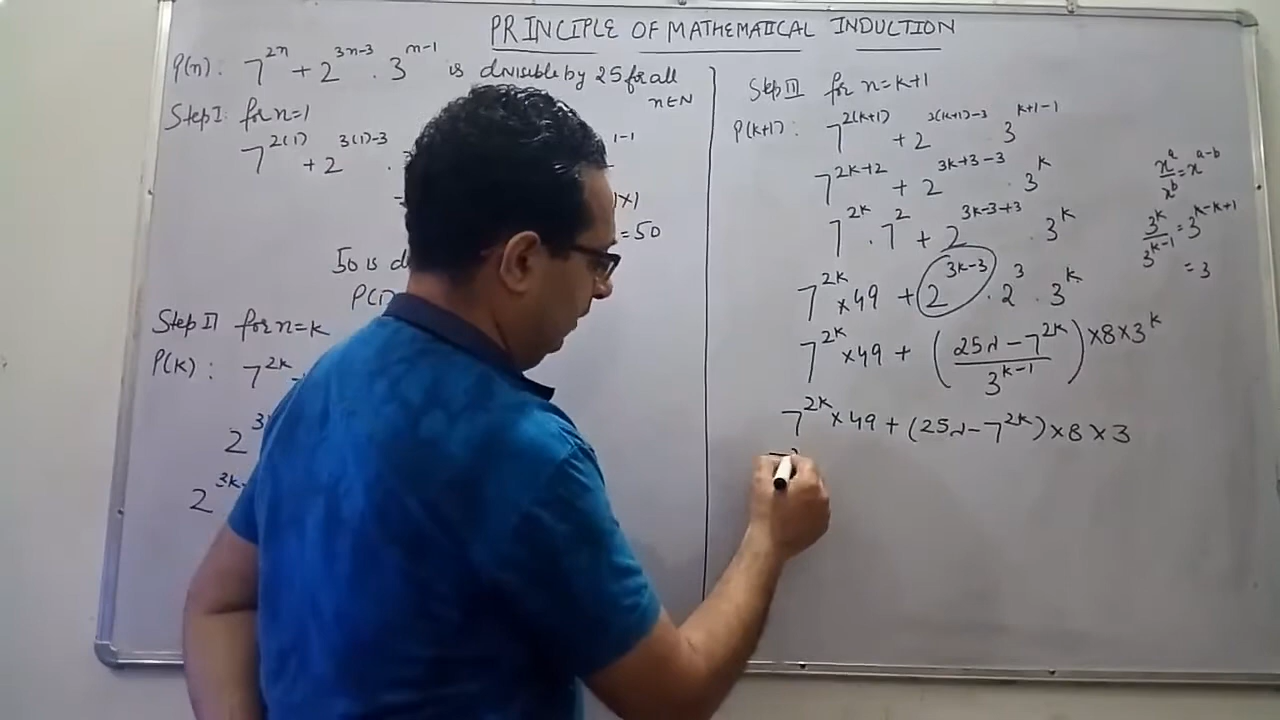 PRINCIPLE OF MATHEMATICAL INDUCTION
P(n): 7^{2n} + 2^{3n-3} . 3^{n-1} is divisible by 25 for all
n∈N
Step I: for n=1
7^{2(1)} + 2^{3(1)-3} .
1-1
1×1
=50
50 is
P(1)
Step II for n=k
P(k): 7^{2k}
2
2^{3k-
Step III for n=k+1
P(k+1): 7^{2(k+1)} + 2^{3(k+1)-3} . 3^{k+1-1}
7^{2k+2} + 2^{3k+3-3} . 3^k
7^{2k} . 7^2 + 2^{3k-3+3} . 3^k
7^{2k} ×49 + 2^{3k-3} . 2^3 . 3^k
7^{2k} ×49 + (\frac{25λ-7^{2k}}{3^{k-1}}) ×8×3^k
7^{2k} ×49 + (25λ-7^{2k}) ×8×3
\frac{x^a}{x^b} = x^{a-b}
\frac{3^k}{3^{k-1}} = 3^{k-k+1}
= 3